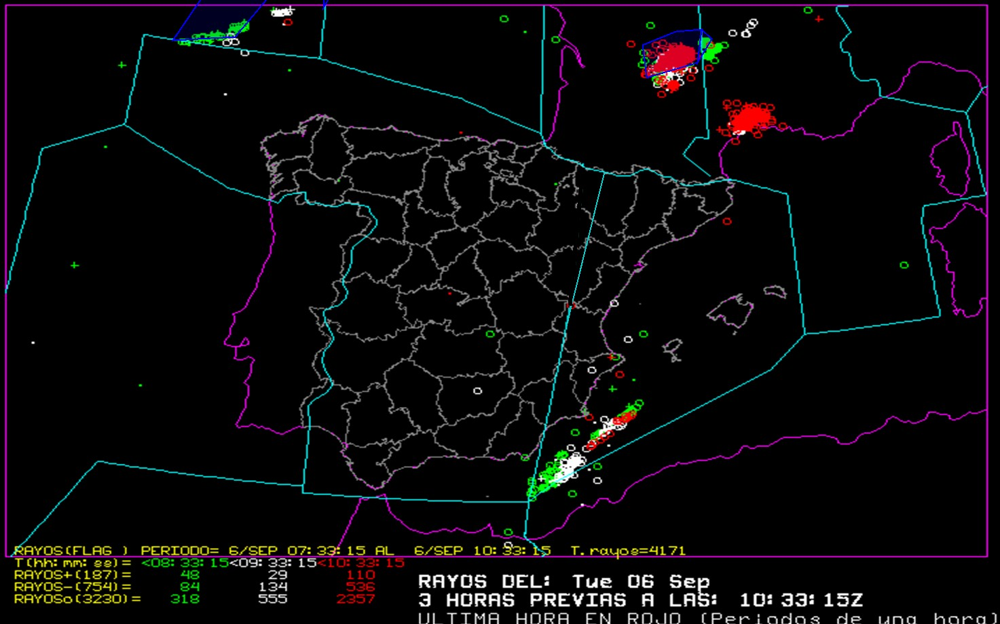 RAYOS(FLAG ) PERIODO= 6/SEP 07:33:15 AL 6/SEP 10:33:15 T.rayos=4171
T(hh:mm:ss)= <08:33:15<09:33:15<10:33:15
RAYOS+(187)= 48 29 110
RAYOS-(754)= 84 134 536
RAYOSo(3230)= 318 555 2357
RAYOS DEL: Tue 06 Sep
3 HORAS PREVIAS A LAS: 10:33:15Z
ULTIMA HORA EN ROJO (Periodos de una hora)